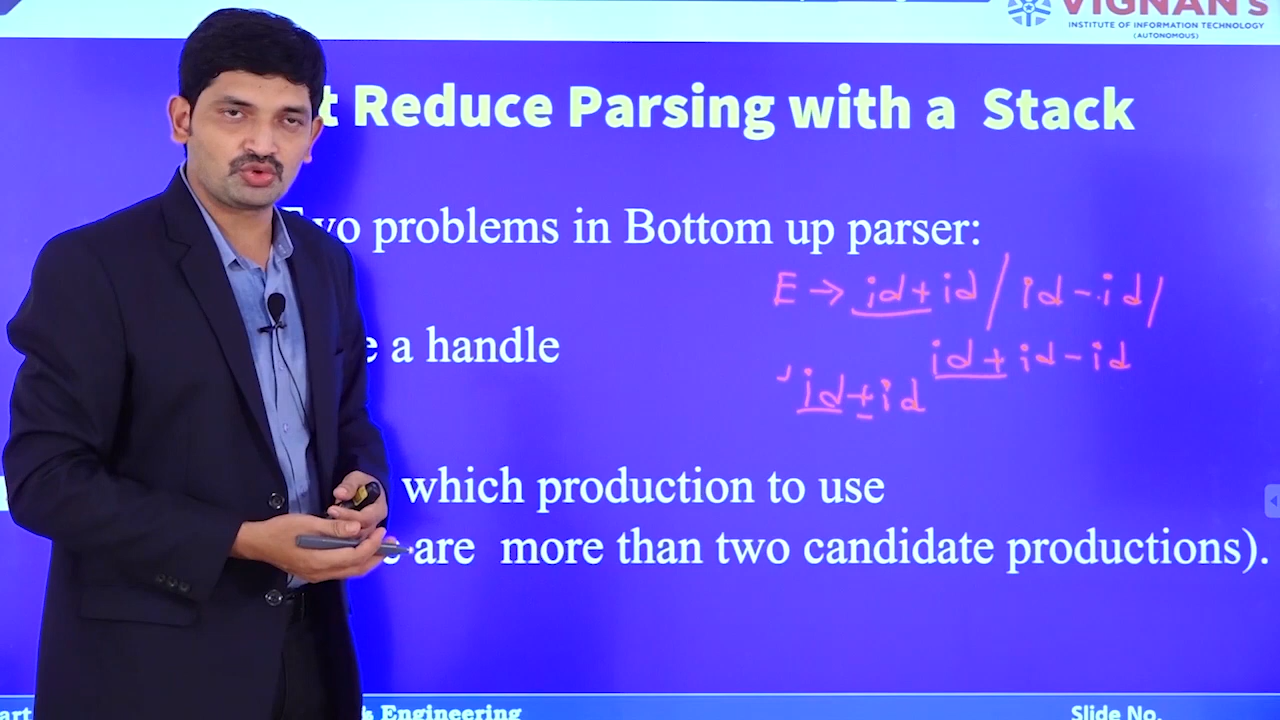 VIGNAN'S
INSTITUTE OF INFORMATION TECHNOLOGY
(AUTONOMOUS)
t Reduce Parsing with a Stack
Two problems in Bottom up parser:
E → id + id / id - id /
e a handle
id + id - id
id + id
which production to use
e are more than two candidate productions).
art
& Engineering
Slide No.